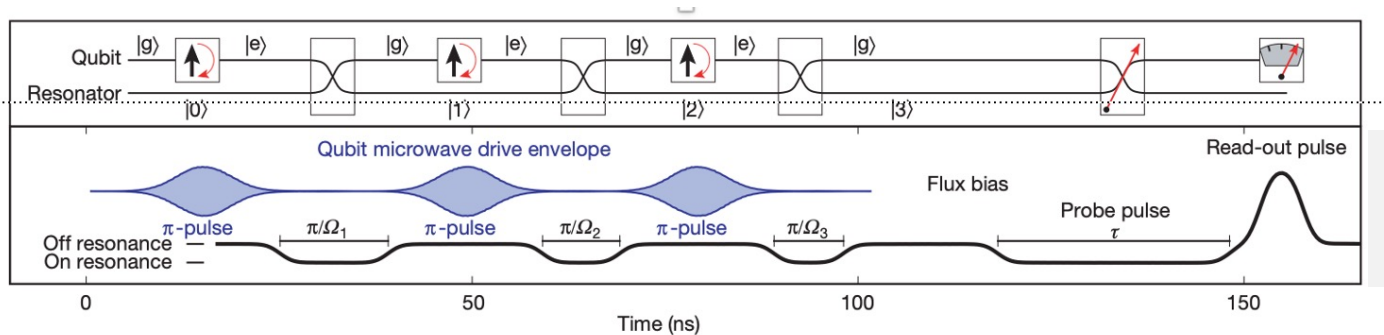 |g⟩ |e⟩ |g⟩ |e⟩ |g⟩ |e⟩ |g⟩
Qubit
Resonator
|0⟩ |1⟩ |2⟩ |3⟩
Qubit microwave drive envelope
Read-out pulse
Flux bias
Probe pulse
π-pulse π/Ω₁ π-pulse π/Ω₂ π-pulse π/Ω₃ τ
Off resonance
On resonance
0 50 100 150
Time (ns)